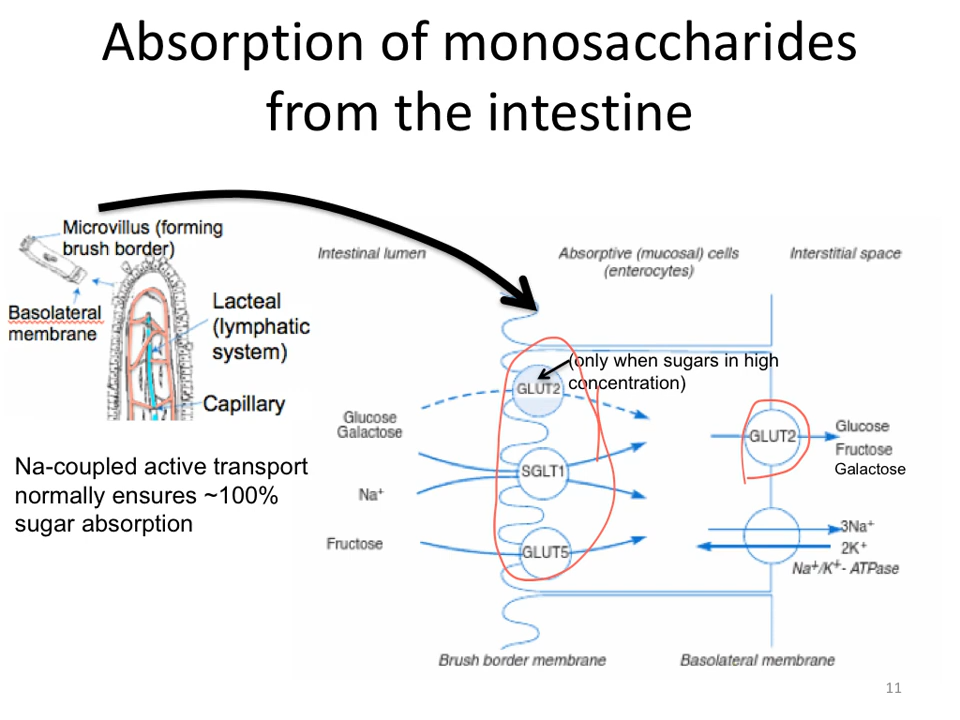 Absorption of monosaccharides
from the intestine
Microvillus (forming
brush border)
Basolateral
membrane
Lacteal
(lymphatic
system)
Capillary
Na-coupled active transport
normally ensures ~100%
sugar absorption
Intestinal lumen
Absorptive (mucosal) cells
(enterocytes)
Interstitial space
(only when sugars in high
concentration)
GLUT2
Glucose
Galactose
SGLT1
Na⁺
Fructose
GLUT5
GLUT2
Glucose
Fructose
Galactose
3Na⁺
2K⁺
Na⁺/K⁺- ATPase
Brush border membrane
Basolateral membrane
11